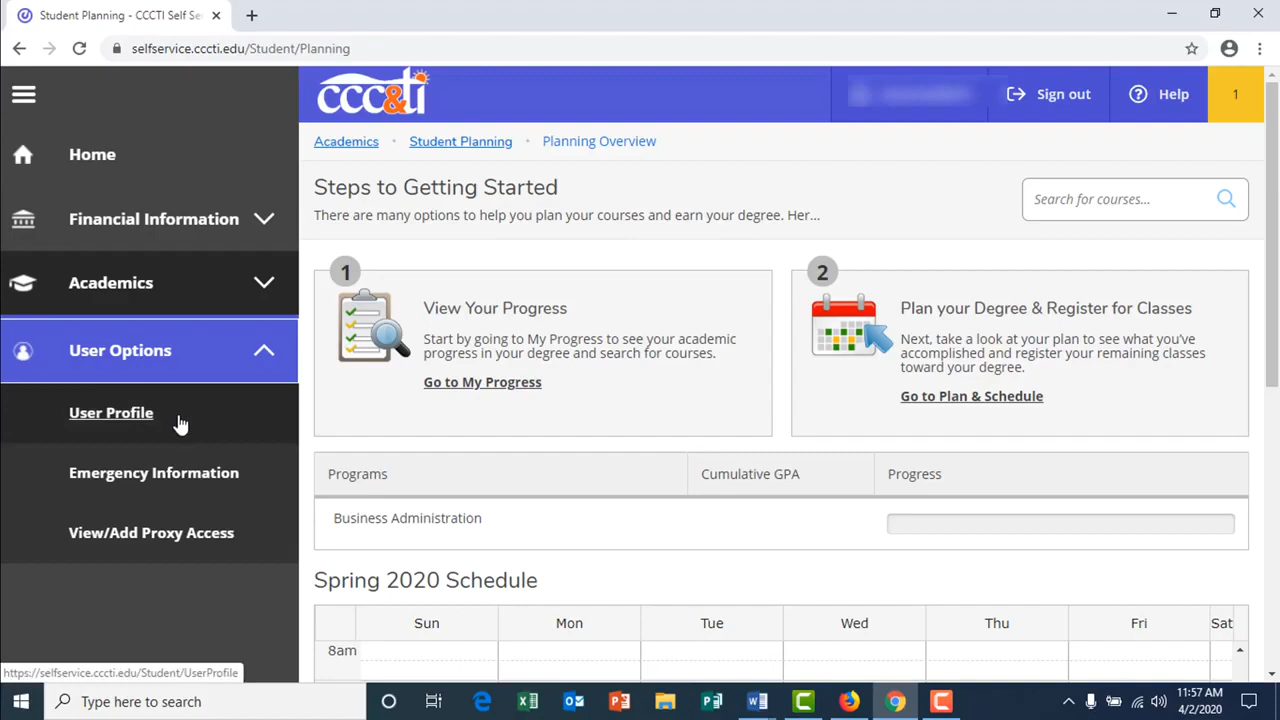 Student Planning - CCCTI Self Se
selfservice.cccti.edu/Student/Planning
Home
Financial Information
Academics
User Options
User Profile
Emergency Information
View/Add Proxy Access
https://selfservice.cccti.edu/Student/UserProfile
ccc&ti
Sign out
Help
1
Academics · Student Planning · Planning Overview
Steps to Getting Started
There are many options to help you plan your courses and earn your degree. Her...
Search for courses...
1
View Your Progress
Start by going to My Progress to see your academic
progress in your degree and search for courses.
Go to My Progress
2
Plan your Degree & Register for Classes
Next, take a look at your plan to see what you've
accomplished and register your remaining classes
toward your degree.
Go to Plan & Schedule
Programs Cumulative GPA Progress
Business Administration
Spring 2020 Schedule
Sun Mon Tue Wed Thu Fri Sat
8am
Type here to search
11:57 AM
4/2/2020